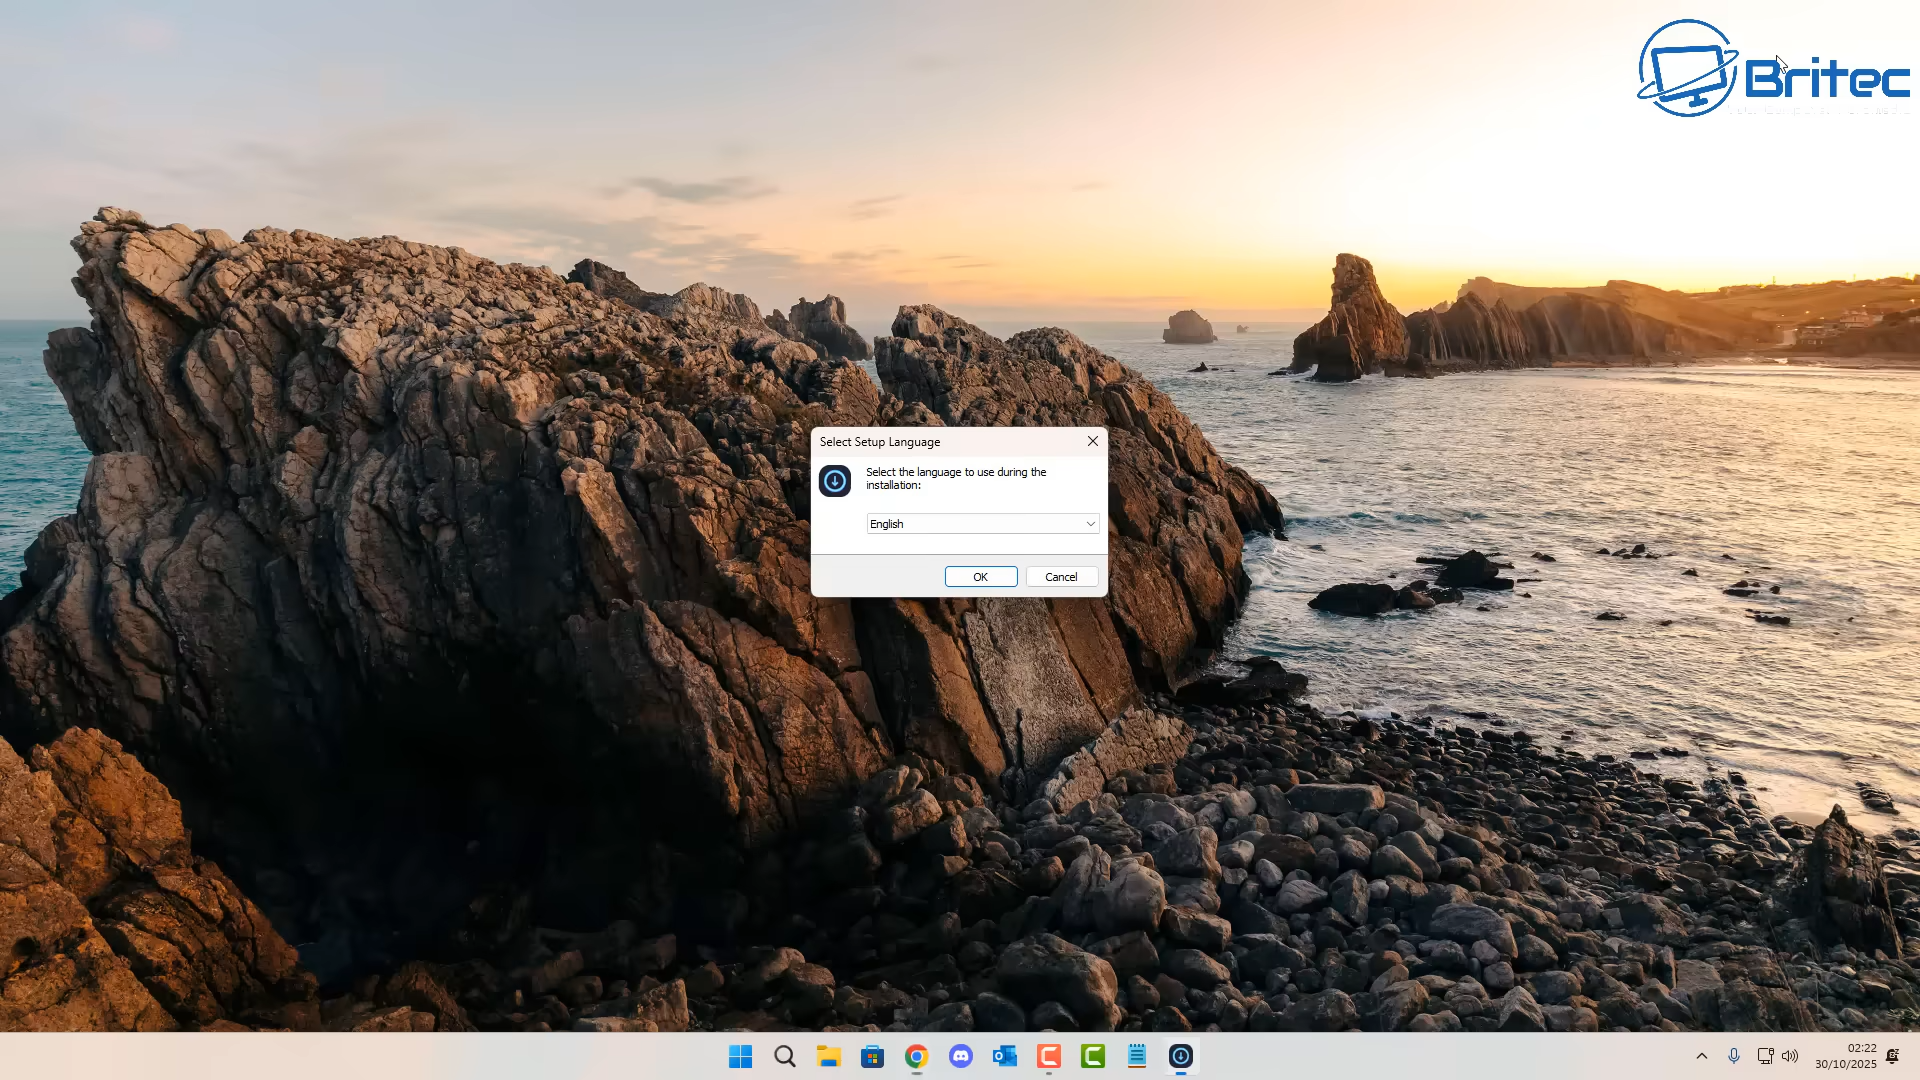 Britec
Select Setup Language
Select the language to use during the
installation:
English
OK
Cancel
02:22
30/10/2025